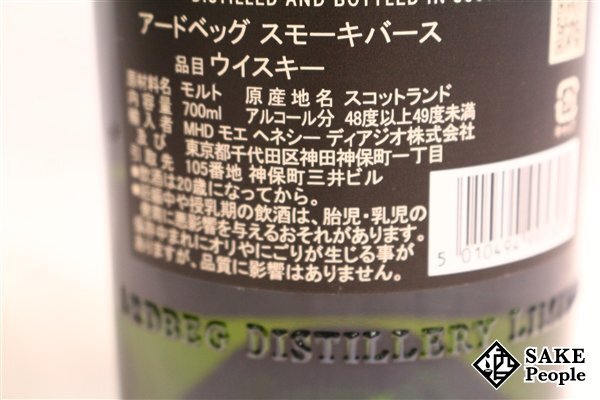 DISTILLED AND BOTTLED IN
アードベッグ スモーキバース
品目 ウイスキー
原材料名 モルト 原産地名 スコットランド
内容量 700ml アルコール分 48度以上49度未満
輸入者 MHD モエ ヘネシー ディアジオ株式会社
及び 東京都千代田区神田神保町一丁目
引取先 105番地 神保町三井ビル
●飲酒は20歳になってから。
●妊娠中や授乳期の飲酒は、胎児・乳児の
発育に悪影響を与えるおそれがあります。
まれにオリやにごりが生じる事が
ありますが、品質に影響はありません。
5 010494
ARDBEG DISTILLERY
SAKE
People